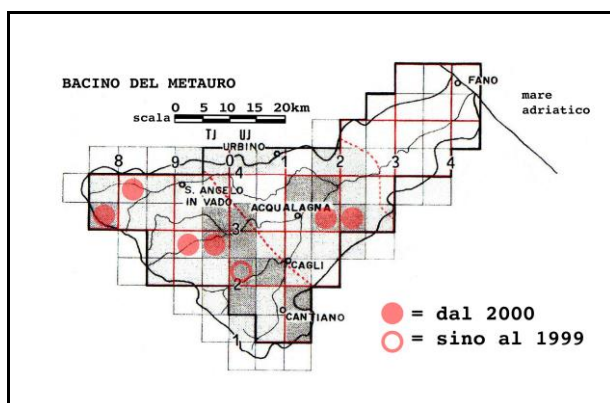 BACINO DEL METAURO
FANO
mare
adriatico
0 5 10 15 20km
scala
TJ UJ
URBINO
8 9 0 1 2 3 4
4
S. ANGELO
IN VADO
ACQUALAGNA
3
CAGLI
2
CANTIANO
1
= dal 2000
= sino al 1999